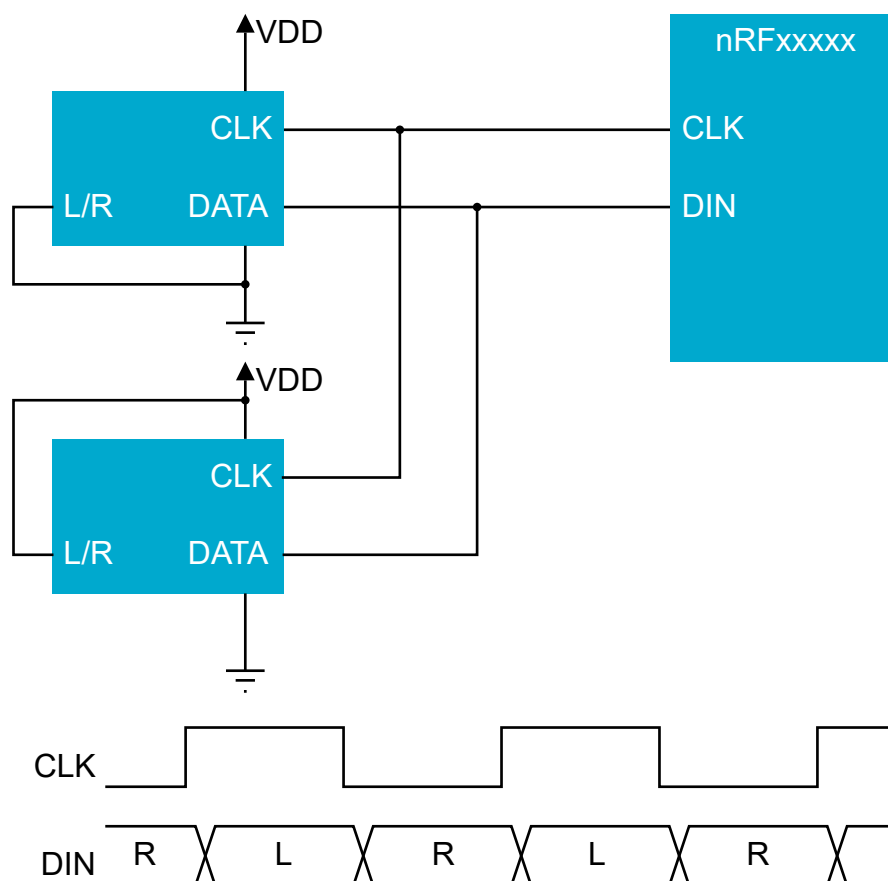 VDD
nRFxxxxx
CLK
CLK
L/R
DATA
DIN
VDD
CLK
L/R
DATA
CLK
DIN
R
L
R
L
R